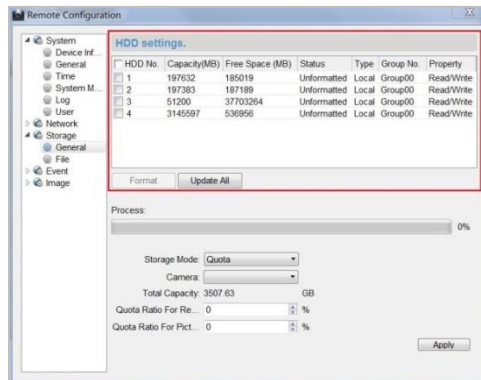 Remote Configuration
System
Device Inf...
General
Time
System M...
Log
User
Network
Storage
General
File
Event
Image
HDD settings.
HDD No. Capacity(MB) Free Space (MB) Status Type Group No. Property
1 197632 185019 Unformatted Local Group00 Read/Write
2 197383 187189 Unformatted Local Group00 Read/Write
3 51200 37703264 Unformatted Local Group00 Read/Write
4 3145597 536956 Unformatted Local Group00 Read/Write
Format Update All
Process:
0%
Storage Mode: Quota
Camera:
Total Capacity: 3507.63 GB
Quota Ratio For Re... 0 %
Quota Ratio For Pict... 0 %
Apply